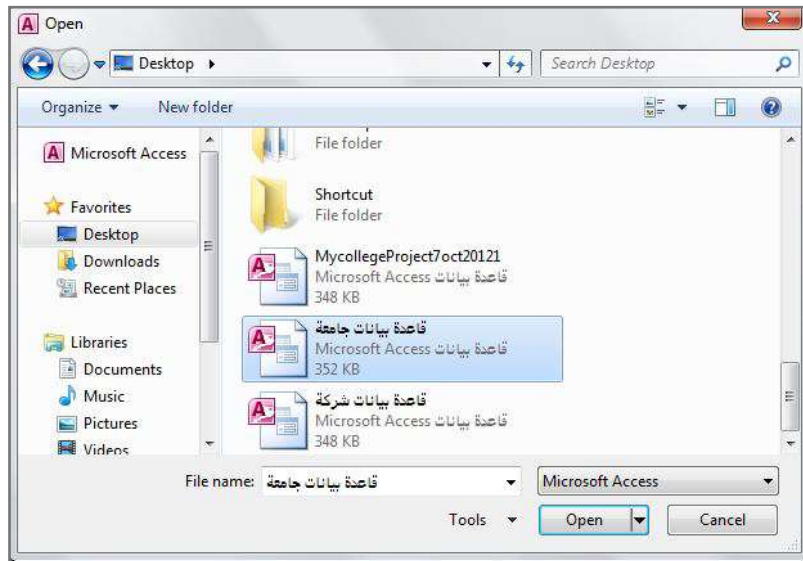 Open
Desktop
Search Desktop
Organize
New folder
Microsoft Access
Favorites
Desktop
Downloads
Recent Places
Libraries
Documents
Music
Pictures
Videos
File folder
Shortcut
File folder
MycollegeProject7oct20121
قاعدة بيانات Microsoft Access
348 KB
قاعدة بيانات جامعة
قاعدة بيانات Microsoft Access
352 KB
قاعدة بيانات شركة
قاعدة بيانات Microsoft Access
348 KB
File name: قاعدة بيانات جامعة
Microsoft Access
Tools
Open
Cancel